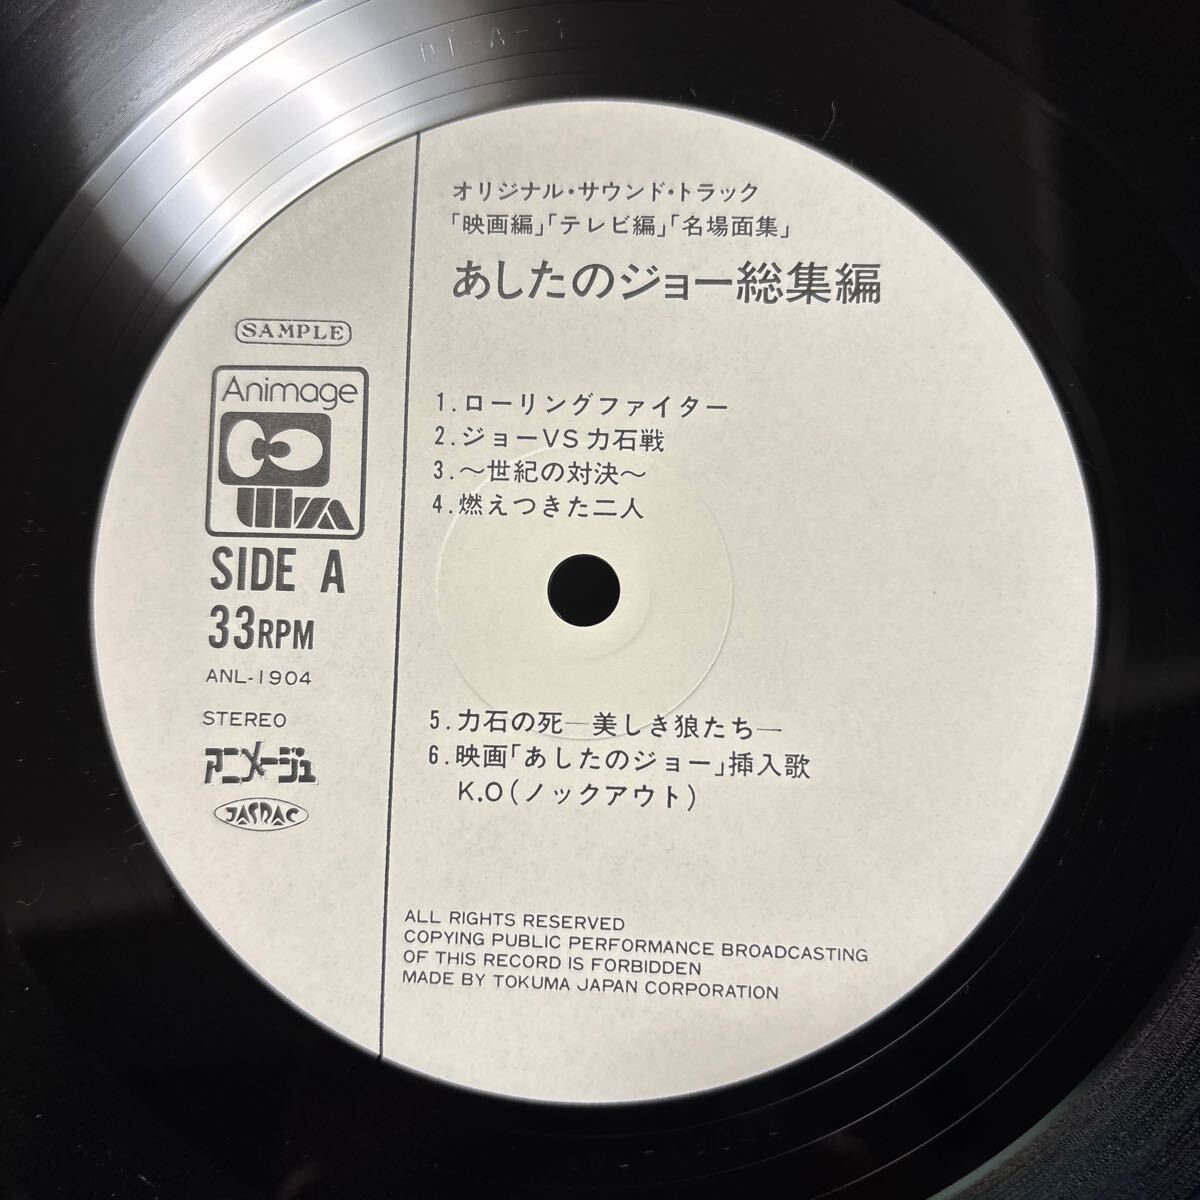 オリジナル・サウンド・トラック
「映画編」「テレビ編」「名場面集」
あしたのジョー総集編
SAMPLE
Animage
SIDE A
33RPM
ANL-1904
STEREO
アニメージュ
JASRAC
1.ローリングファイター
2.ジョーVS力石戦
3.～世紀の対決～
4.燃えつきた二人
5.力石の死―美しき狼たち―
6.映画「あしたのジョー」挿入歌
K.O(ノックアウト)
ALL RIGHTS RESERVED
COPYING PUBLIC PERFORMANCE BROADCASTING
OF THIS RECORD IS FORBIDDEN
MADE BY TOKUMA JAPAN CORPORATION